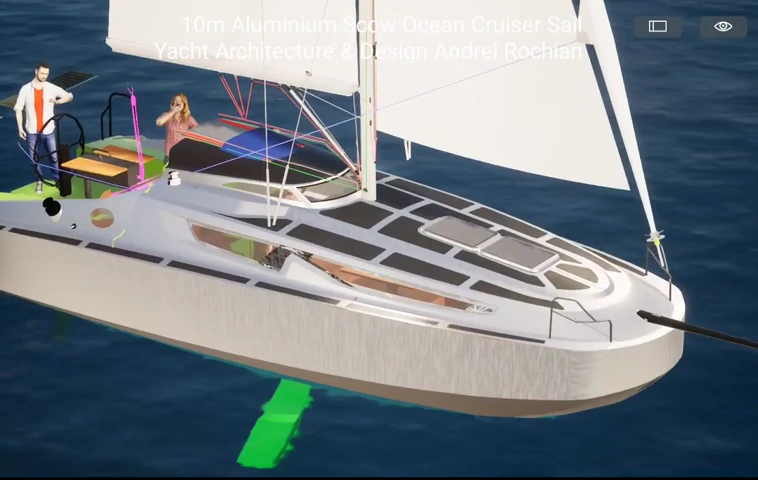 10m Aluminium Scow Ocean Cruiser Sail
Yacht Architecture & Design Andrei Rochian